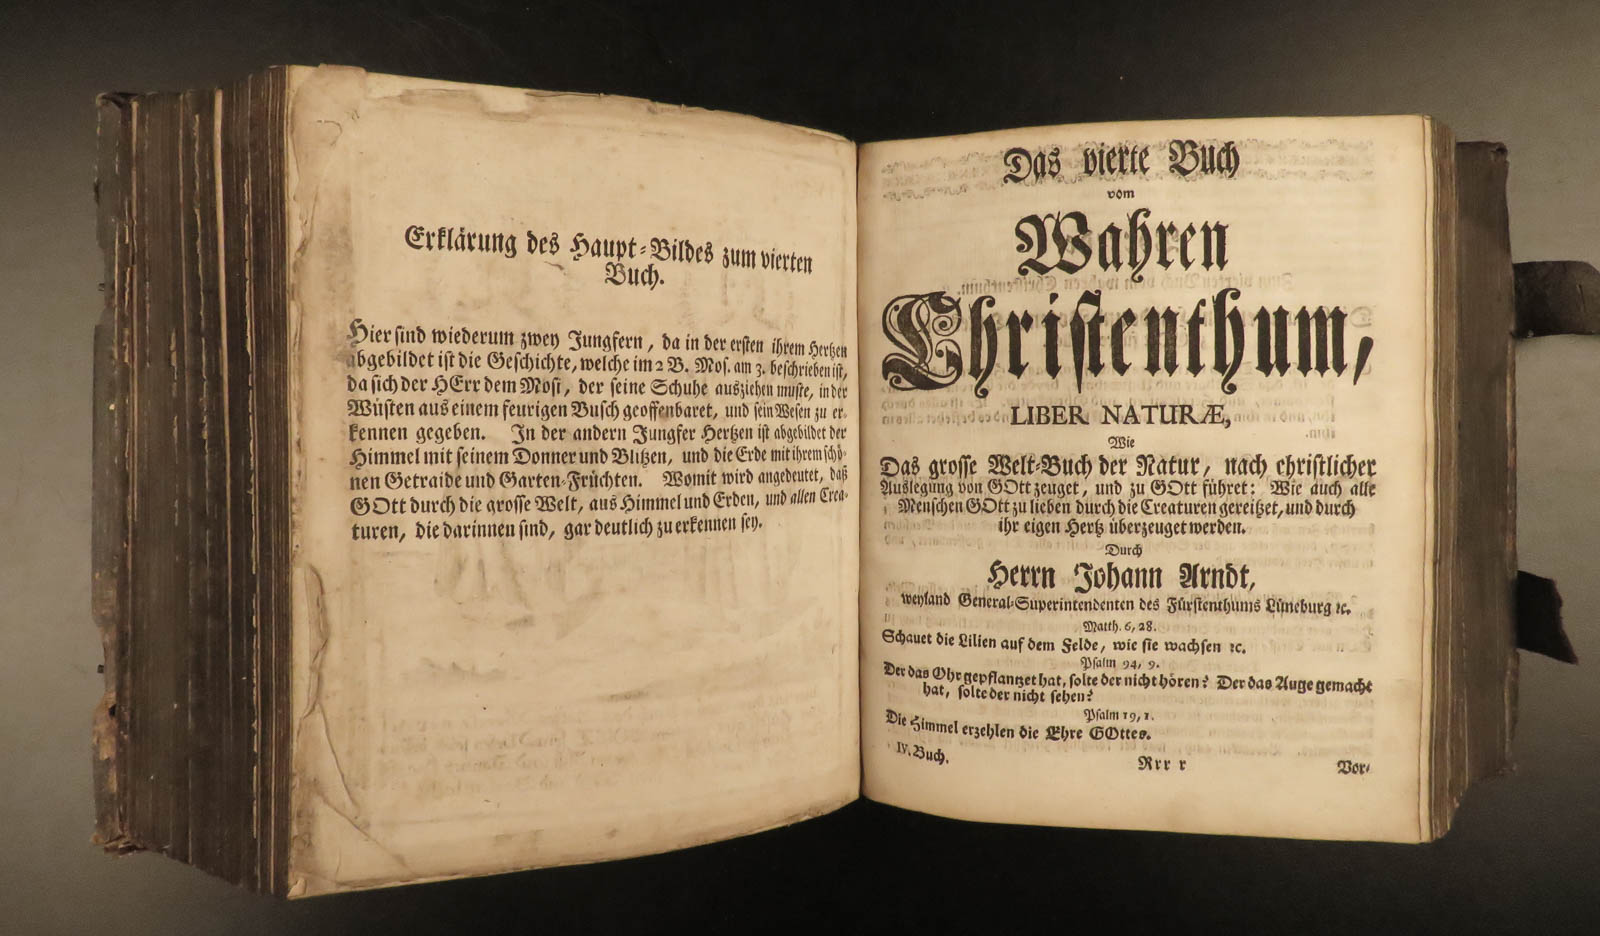 Erklärung des Haupt-Bildes zum vierten
Buch.
Hier sind wiederum zwey Jungfern, da in der ersten ihrem Hertzen
abgebildet ist die Geschichte, welche im 2 B. Mos. am 3. beschrieben ist,
da sich der HErr dem Mosi, der seine Schuhe ausziehen muste, in der
Wüsten aus einem feurigen Busch geoffenbaret, und sein Wesen zu er-
kennen gegeben. In der andern Jungfer Hertzen ist abgebildet der
Himmel mit seinem Donner und Blitzen, und die Erde mit ihrem schö-
nen Getraide und Garten-Früchten. Womit wird angedeutet, daß
GOtt durch die grosse Welt, aus Himmel und Erden, und allen Crea-
turen, die darinnen sind, gar deutlich zu erkennen sey.
Das vierte Buch
vom
Wahren
Christenthum,
LIBER NATURÆ,
Wie
Das grosse Welt-Buch der Natur, nach christlicher
Auslegung von GOtt zeuget, und zu GOtt führet: Wie auch alle
Menschen GOtt zu lieben durch die Creaturen gereitzet, und durch
ihr eigen Hertz überzeuget werden.
Durch
Herrn Johann Arndt,
weyland General-Superintendenten des Fürstenthums Lüneburg ꝛc.
Matth. 6, 28.
Schauet die Lilien auf dem Felde, wie sie wachsen ꝛc.
Psalm 94, 9.
Der das Ohr gepflantzet hat, solte der nicht hören? Der das Auge gemacht
hat, solte der nicht sehen?
Psalm 19, 1.
Die Himmel erzehlen die Ehre GOttes.
IV. Buch. Rrr r Vor-